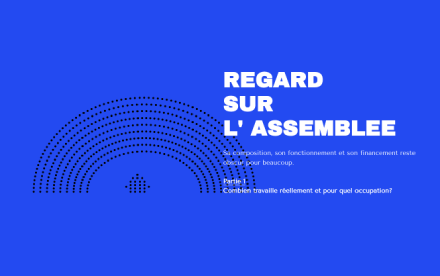 REGARD
SUR
L' ASSEMBLEE
Sa composition, son fonctionnement et son financement reste
obscur pour beaucoup.
Partie 1
Combien travaille réellement et pour quel occupation?